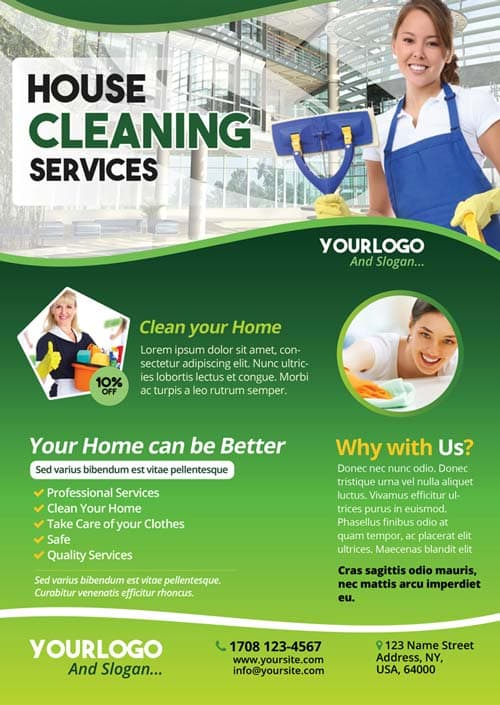 HOUSE
CLEANING
SERVICES
YOURLOGO
And Slogan...
Clean your Home
Lorem ipsum dolor sit amet, con-
sectetur adipiscing elit. Nunc ultric-
ies lobortis lectus et congue. Morbi
ac turpis a leo rutrum semper.
10%
OFF
Your Home can be Better
Sed varius bibendum est vitae pellentesque
Professional Services
Clean Your Home
Take Care of your Clothes
Safe
Quality Services
Sed varius bibendum est vitae pellentesque.
Curabitur venenatis efficitur rhoncus.
Why with Us?
Donec nec nunc odio. Donec
tristique urna vel nulla aliquet
luctus. Vivamus efficitur ul-
trices purus in euismod.
Phasellus finibus odio at
quam tempor, ac placerat elit
ultrices. Maecenas blandit elit
Cras sagittis odio mauris,
nec mattis arcu imperdiet
eu.
YOURLOGO
And Slogan...
1708 123-4567
www.yoursite.com
info@yoursite.com
123 Name Street
Address, NY,
USA, 64000